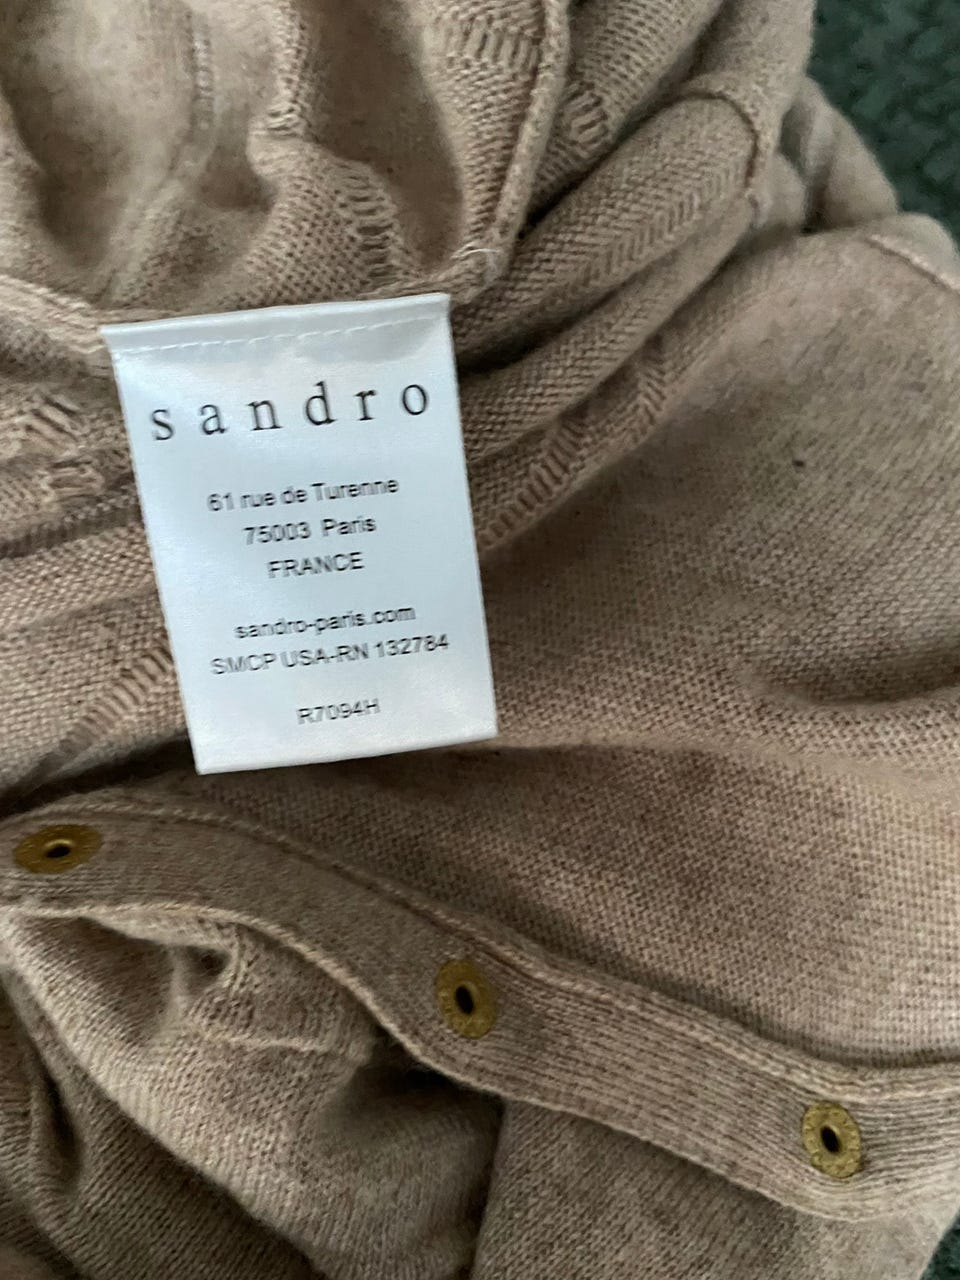 sandro
61 rue de Turenne
75003 Paris
FRANCE
sandro-paris.com
SMCP USA-RN 132784
R7094H